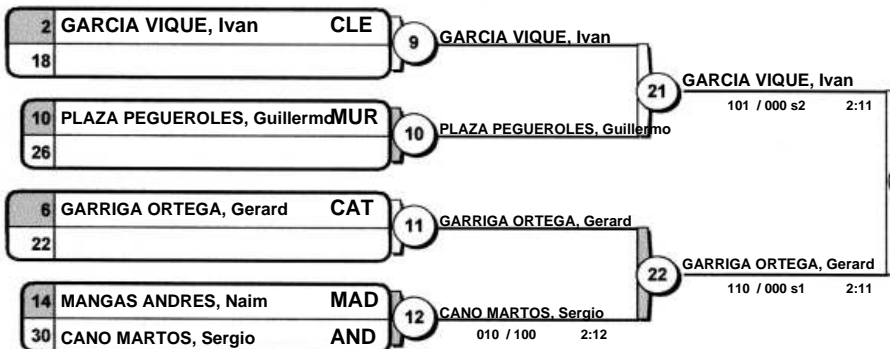 2 GARCIA VIQUE, Ivan CLE
18
9 GARCIA VIQUE, Ivan
10 PLAZA PEGUEROLES, Guillermo MUR
26
10 PLAZA PEGUEROLES, Guillermo
21 GARCIA VIQUE, Ivan
101 / 000 s2 2:11
6 GARRIGA ORTEGA, Gerard CAT
22
11 GARRIGA ORTEGA, Gerard
14 MANGAS ANDRES, Naim MAD
30 CANO MARTOS, Sergio AND
12 CANO MARTOS, Sergio
010 / 100 2:12
22 GARRIGA ORTEGA, Gerard
110 / 000 s1 2:11